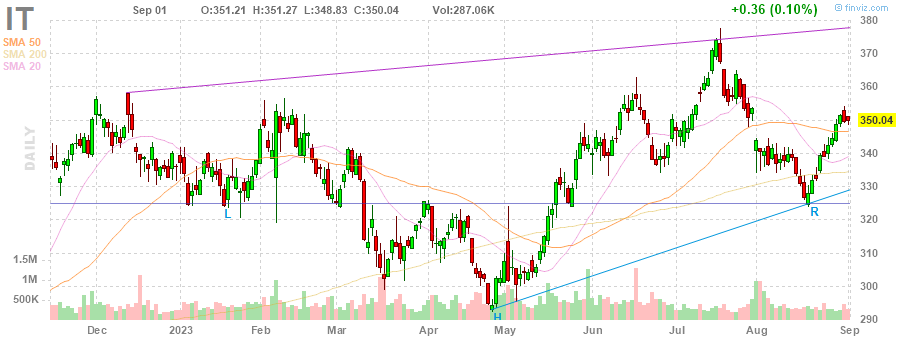 IT Sep 01 O:351.21 H:351.27 L:348.83 C:350.04 Vol:287.06K +0.36 (0.10%) finviz.com
SMA 50
SMA 200
SMA 20
DAILY
380
370
360
350.04
340
330
320
310
300
290
1.5M
1M
500K
L
R
H
Dec 2023 Feb Mar Apr May Jun Jul Aug Sep